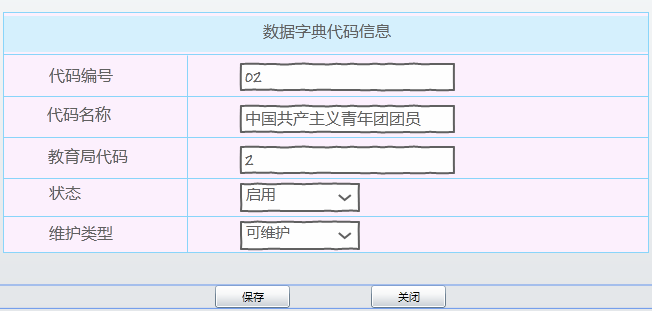 数据字典代码信息
代码编号 02
代码名称 中国共产主义青年团团员
教育局代码 2
状态 启用
维护类型 可维护
保存 关闭